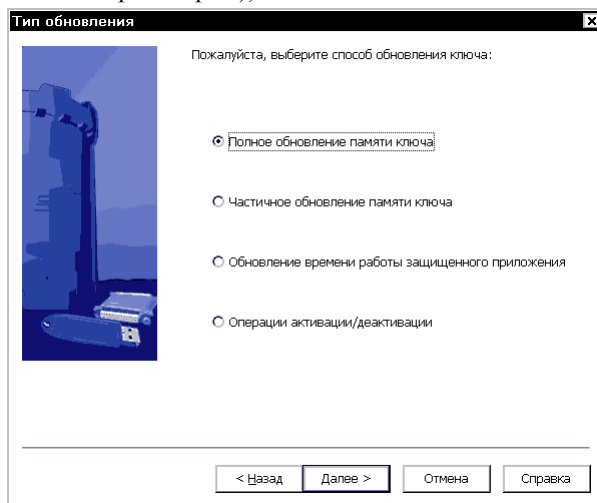 Тип обновления
Пожалуйста, выберите способ обновления ключа:
Полное обновление памяти ключа
Частичное обновление памяти ключа
Обновление времени работы защищенного приложения
Операции активации/деактивации
< Назад Далее > Отмена Справка